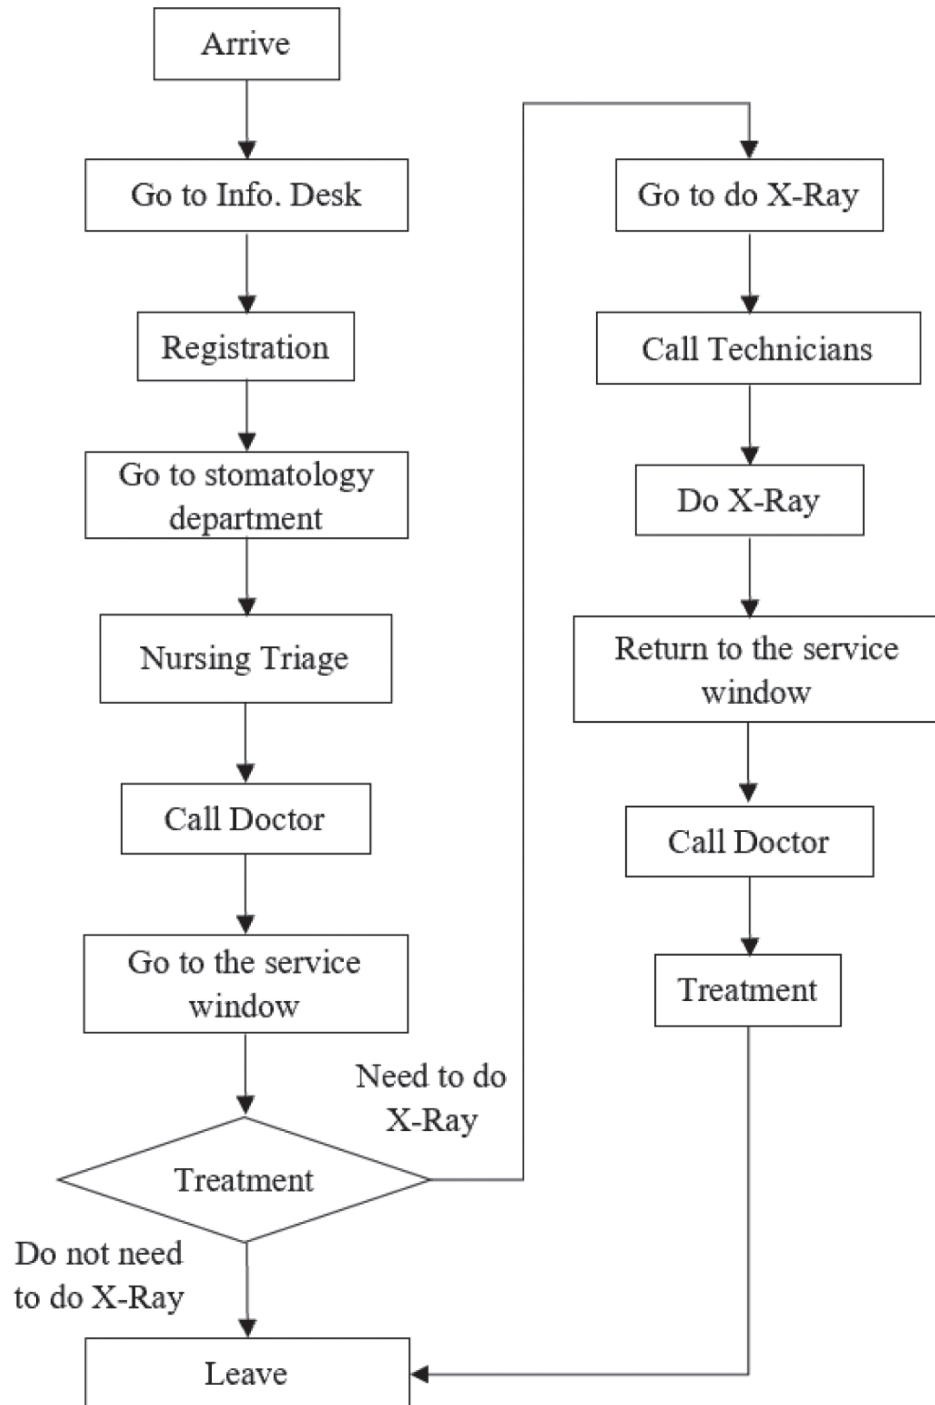 Arrive
Go to Info. Desk
Registration
Go to stomatology
department
Nursing Triage
Call Doctor
Go to the service
window
Treatment
Need to do
X-Ray
Do not need
to do X-Ray
Leave
Go to do X-Ray
Call Technicians
Do X-Ray
Return to the service
window
Call Doctor
Treatment